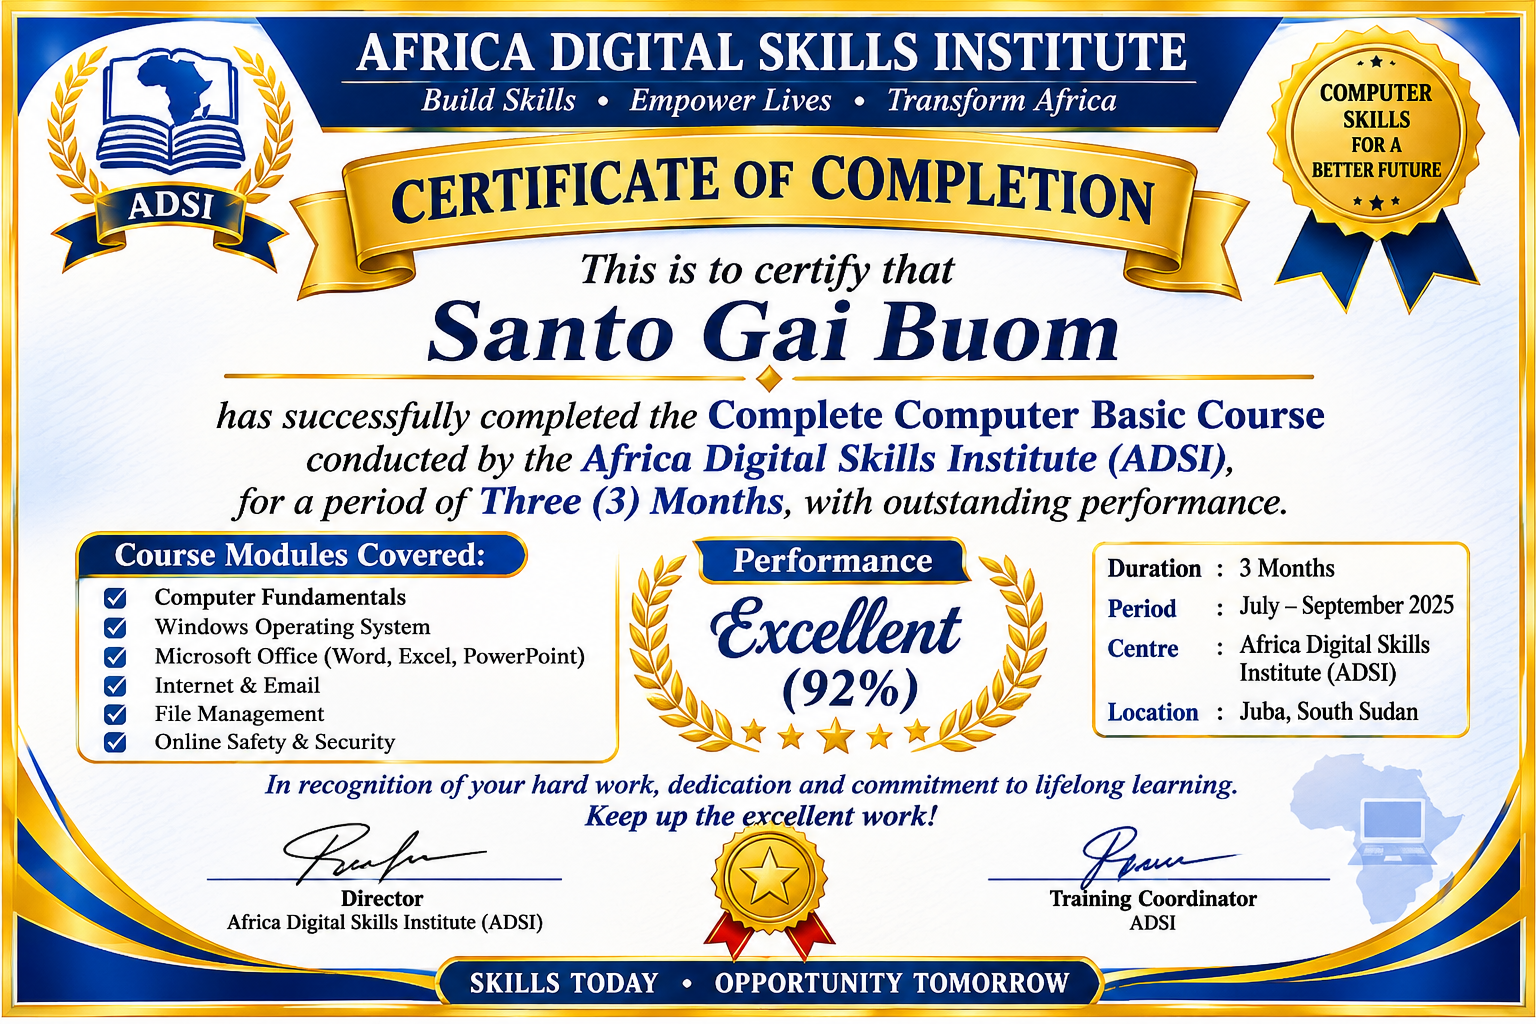 AFRICA DIGITAL SKILLS INSTITUTE
Build Skills • Empower Lives • Transform Africa
ADSI
COMPUTER
SKILLS
FOR A
BETTER FUTURE
CERTIFICATE OF COMPLETION
This is to certify that
Santo Gai Buom
has successfully completed the Complete Computer Basic Course
conducted by the Africa Digital Skills Institute (ADSI),
for a period of Three (3) Months, with outstanding performance.
Course Modules Covered:
Computer Fundamentals
Windows Operating System
Microsoft Office (Word, Excel, PowerPoint)
Internet & Email
File Management
Online Safety & Security
Performance
Excellent
(92%)
Duration : 3 Months
Period : July – September 2025
Centre : Africa Digital Skills
Institute (ADSI)
Location : Juba, South Sudan
In recognition of your hard work, dedication and commitment to lifelong learning.
Keep up the excellent work!
Director
Africa Digital Skills Institute (ADSI)
Training Coordinator
ADSI
SKILLS TODAY • OPPORTUNITY TOMORROW